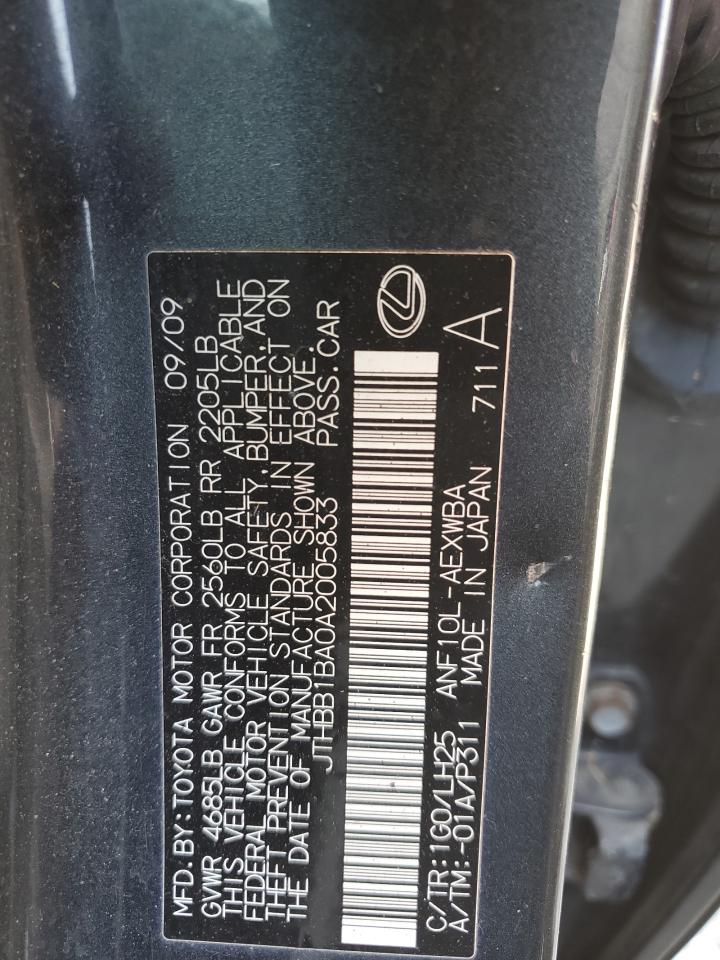 MFD.BY:TOYOTA MOTOR CORPORATION 09/09
GVWR 4685LB GAWR FR 2560LB RR 2205LB
THIS VEHICLE CONFORMS TO ALL APPLICABLE
FEDERAL MOTOR VEHICLE SAFETY,BUMPER,AND
THEFT PREVENTION STANDARDS IN EFFECT ON
THE DATE OF MANUFACTURE SHOWN ABOVE.
JTHBB1BA0A2005833 PASS.CAR
C/TR:1G0/LH25 ANF10L-AEXWBA
A/TM:-01A/P311 MADE IN JAPAN 711 A